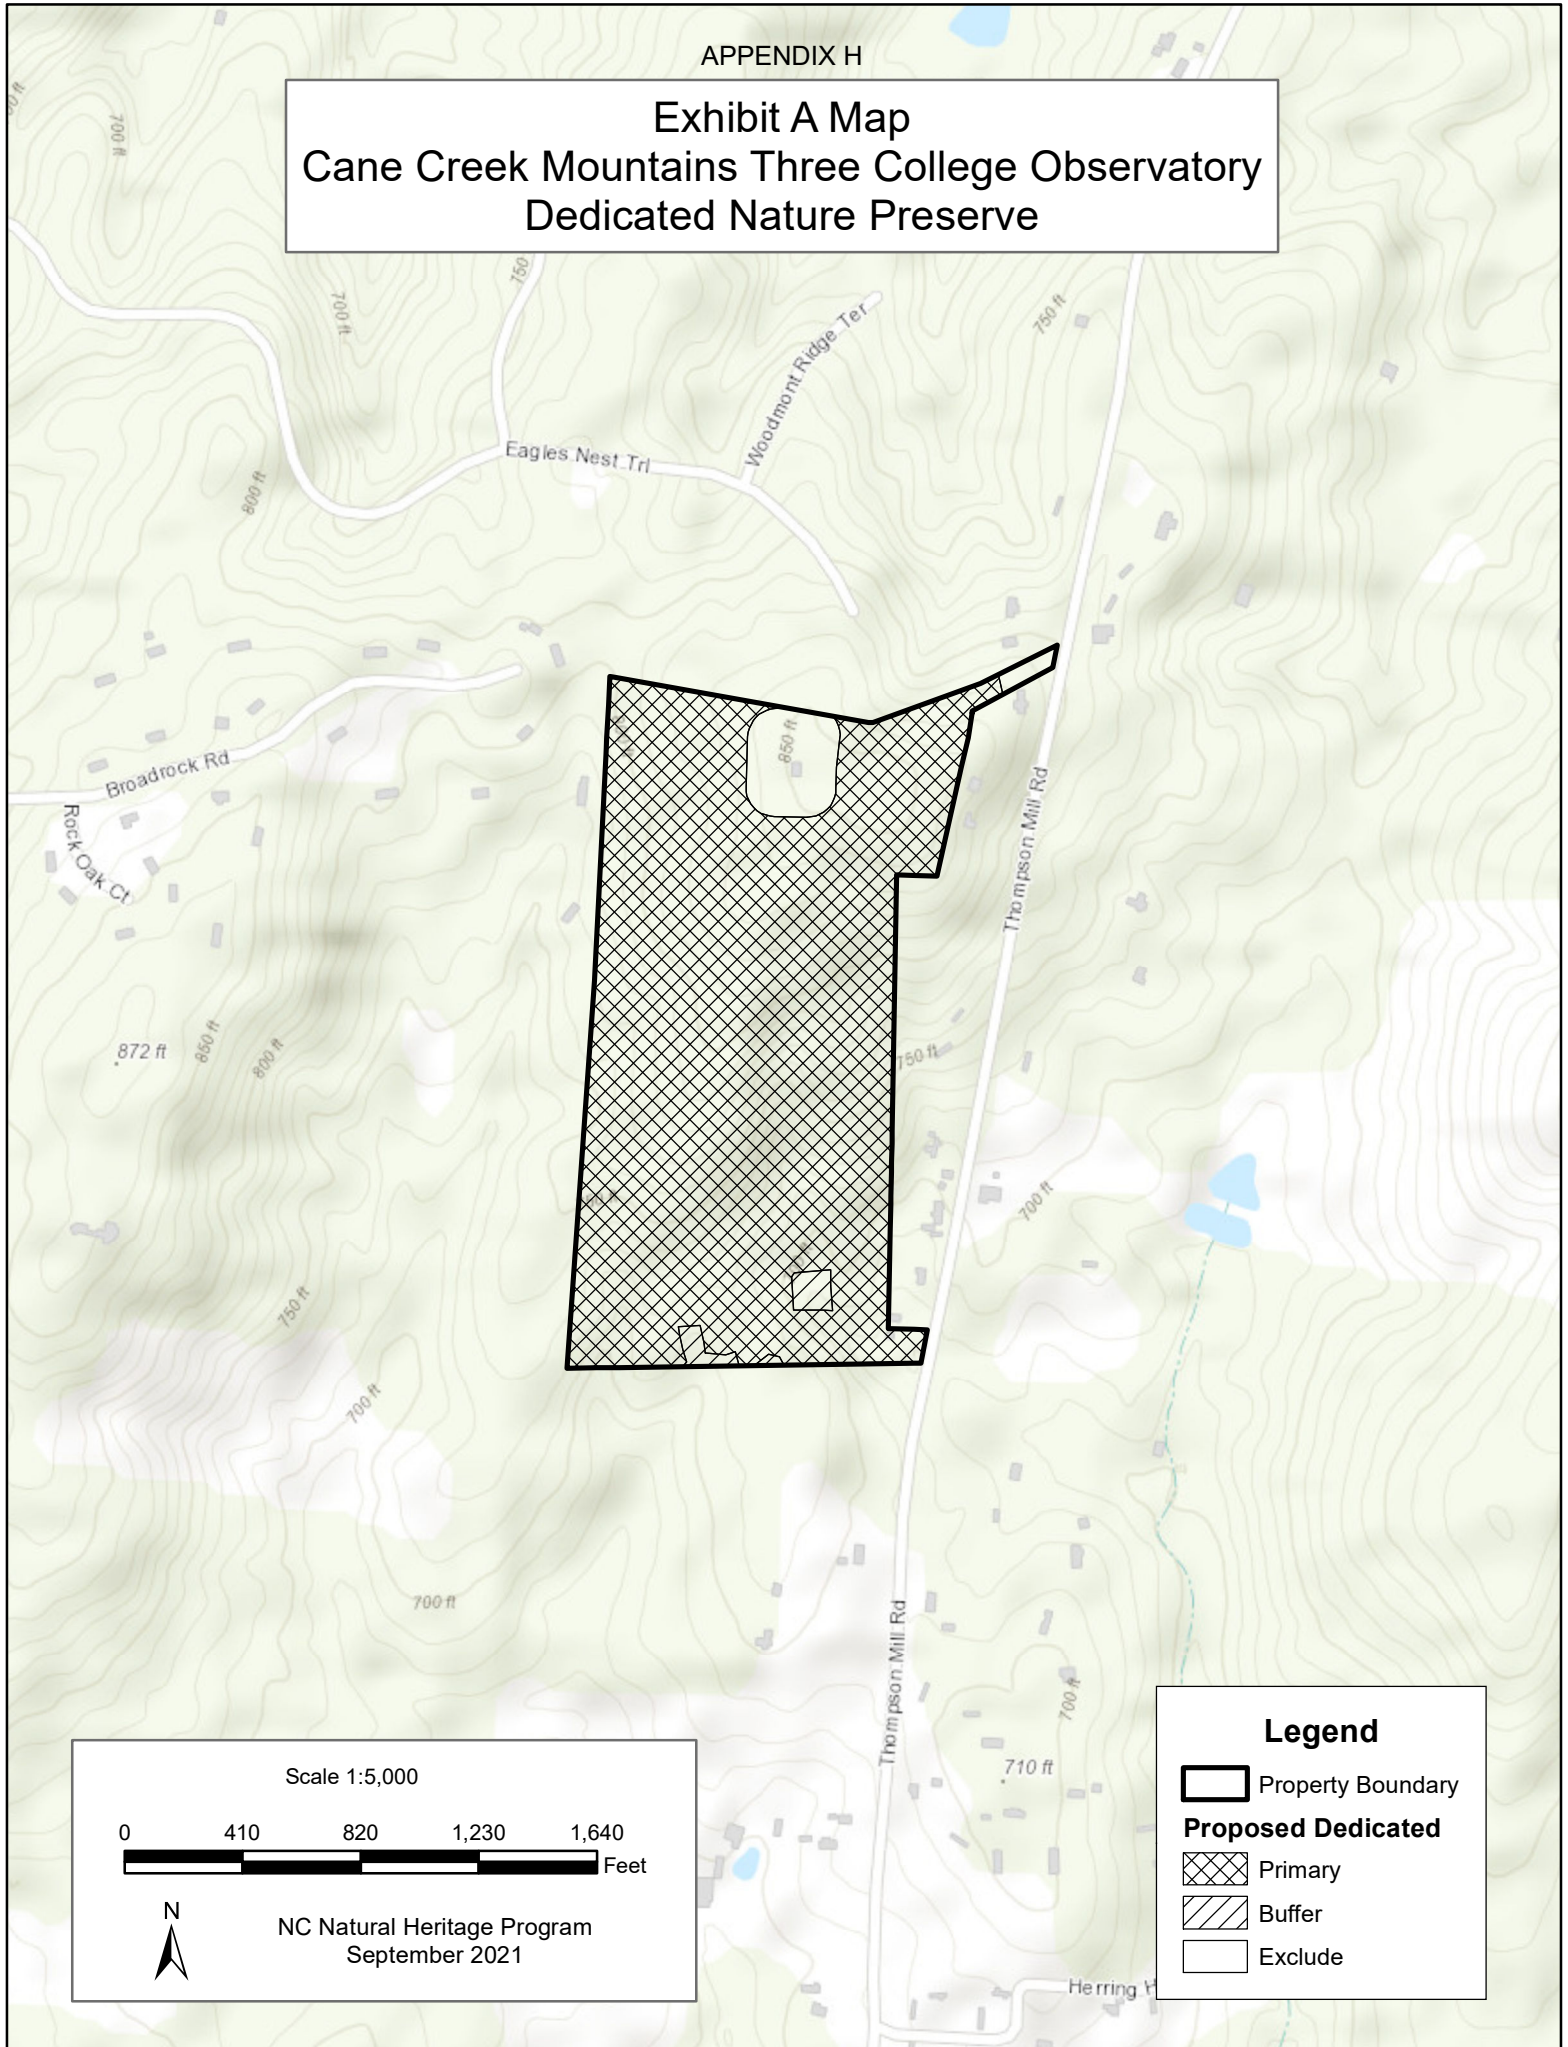 APPENDIX H
Exhibit A Map
Cane Creek Mountains Three College Observatory
Dedicated Nature Preserve
700 ft
700 ft
750
750 ft
Woodmont Ridge Ter
Eagles Nest Trl
800 ft
850 ft
Broadrock Rd
Rock Oak Ct
Thompson Mill Rd
872 ft
850 ft
800 ft
750 ft
700 ft
750 ft
700 ft
700 ft
Thompson Mill Rd
700 ft
710 ft
Herring H
Scale 1:5,000
0 410 820 1,230 1,640
Feet
N
NC Natural Heritage Program
September 2021
Legend
Property Boundary
Proposed Dedicated
Primary
Buffer
Exclude